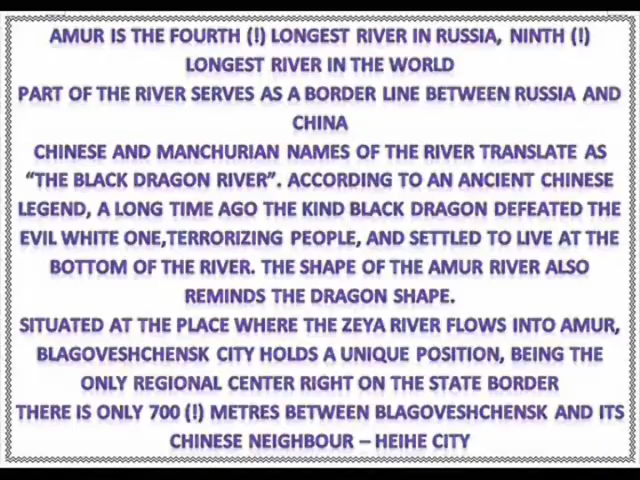 AMUR IS THE FOURTH (!) LONGEST RIVER IN RUSSIA, NINTH (!)
LONGEST RIVER IN THE WORLD
PART OF THE RIVER SERVES AS A BORDER LINE BETWEEN RUSSIA AND
CHINA
CHINESE AND MANCHURIAN NAMES OF THE RIVER TRANSLATE AS
“THE BLACK DRAGON RIVER”. ACCORDING TO AN ANCIENT CHINESE
LEGEND, A LONG TIME AGO THE KIND BLACK DRAGON DEFEATED THE
EVIL WHITE ONE,TERRORIZING PEOPLE, AND SETTLED TO LIVE AT THE
BOTTOM OF THE RIVER. THE SHAPE OF THE AMUR RIVER ALSO
REMINDS THE DRAGON SHAPE.
SITUATED AT THE PLACE WHERE THE ZEYA RIVER FLOWS INTO AMUR,
BLAGOVESHCHENSK CITY HOLDS A UNIQUE POSITION, BEING THE
ONLY REGIONAL CENTER RIGHT ON THE STATE BORDER
THERE IS ONLY 700 (!) METRES BETWEEN BLAGOVESHCHENSK AND ITS
CHINESE NEIGHBOUR – HEIHE CITY